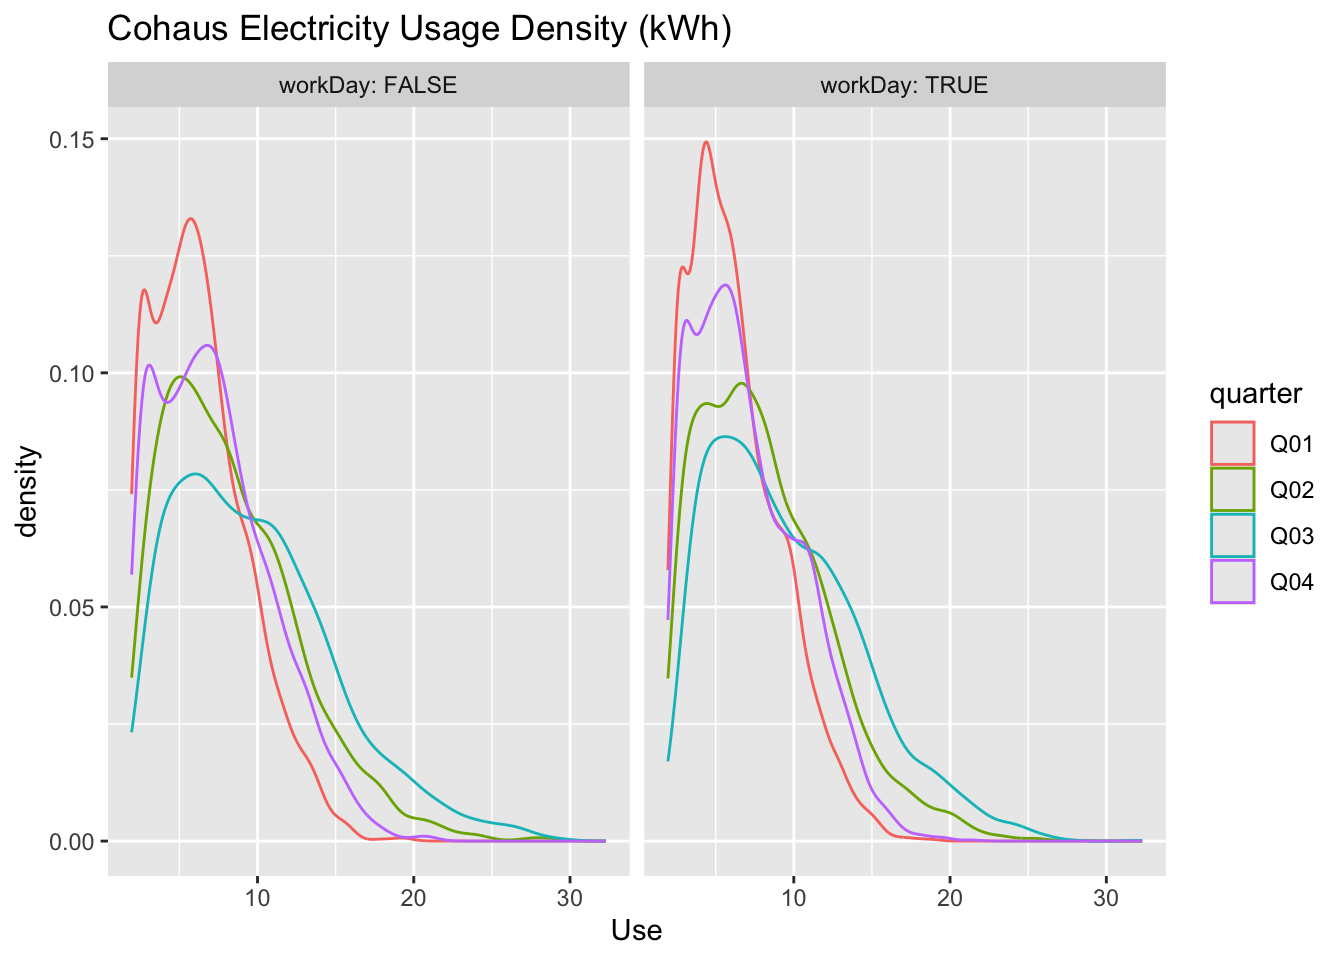 Cohaus Electricity Usage Density (kWh)
workDay: FALSE
workDay: TRUE
0.15
0.10
0.05
0.00
density
10
20
30
10
20
30
Use
quarter
Q01
Q02
Q03
Q04